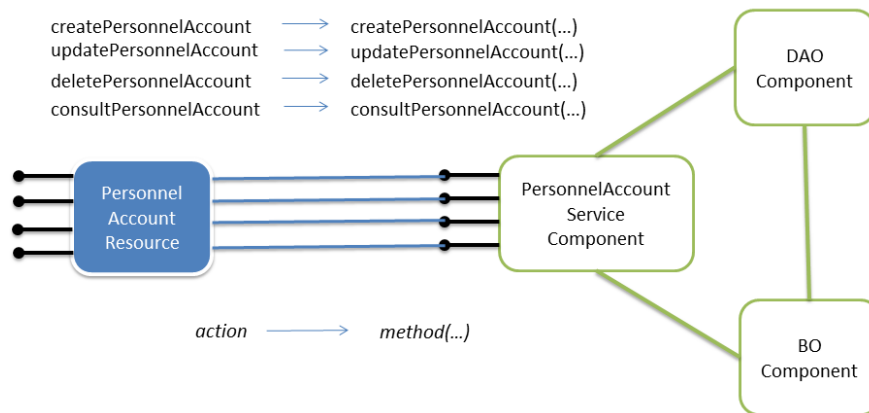 createPersonnelAccount createPersonnelAccount(...)
updatePersonnelAccount updatePersonnelAccount(...)
deletePersonnelAccount deletePersonnelAccount(...)
consultPersonnelAccount consultPersonnelAccount(...)
DAO
Component
Personnel
Account
Resource
PersonnelAccount
Service
Component
action method(...)
BO
Component